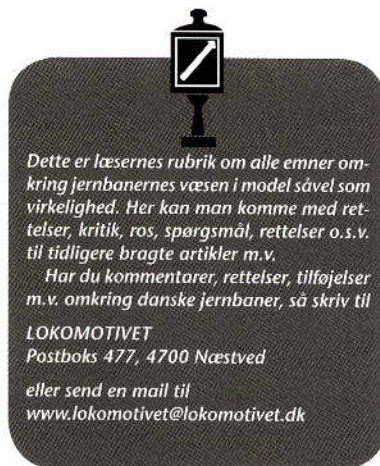 Dette er læsernes rubrik om alle emner om-
kring jernbanernes væsen i model såvel som
virkelighed. Her kan man komme med ret-
telser, kritik, ros, spørgsmål, rettelser o.s.v.
til tidligere bragte artikler m.v.
Har du kommentarer, rettelser, tilføjelser
m.v. omkring danske jernbaner, så skriv til
LOKOMOTIVET
Postboks 477, 4700 Næstved
eller send en mail til
www.lokomotivet@lokomotivet.dk